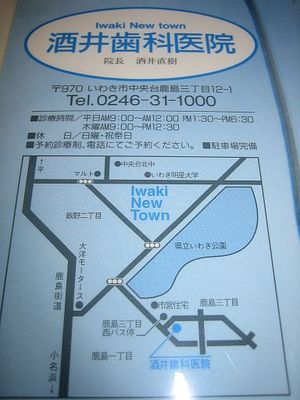 Iwaki New town
酒井歯科医院
院長 酒井直樹
〒970 いわき市中央台鹿島三丁目12-1
Tel.0246-31-1000
■診療時間/平日AM9:00~AM12:00 PM1:30~PM6:30
木曜AM9:00~PM12:30
■休 日/日曜・祝祭日
■予約診療制、電話にてご予約ください。 ■駐車場完備
↑平
マルト
中央台北中
いわき明星大学
Iwaki
New
Town
飯野二丁目
県立いわき公園
大洋モータース
鹿島街道
市営住宅
鹿島三丁目
西バス停
鹿島三丁目
鹿島一丁目
酒井歯科医院
小名浜↓